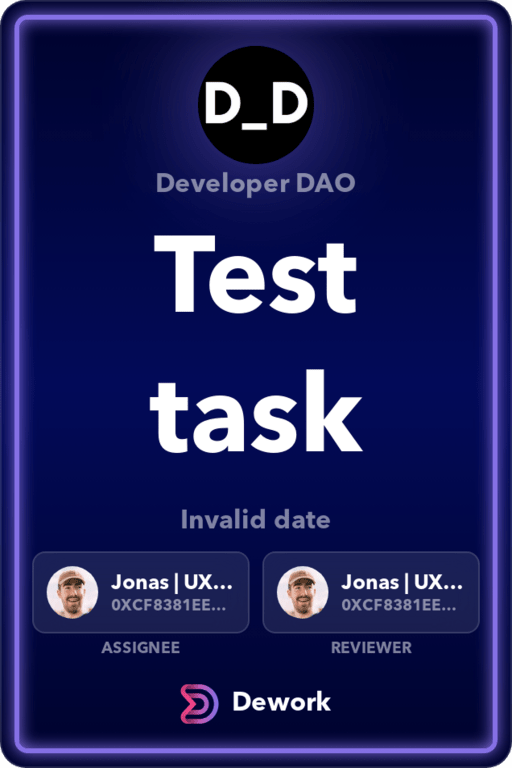 D_D
Developer DAO
Test
task
Invalid date
Jonas | UX...
0XCF8381EE...
Jonas | UX...
0XCF8381EE...
ASSIGNEE
REVIEWER
Dework